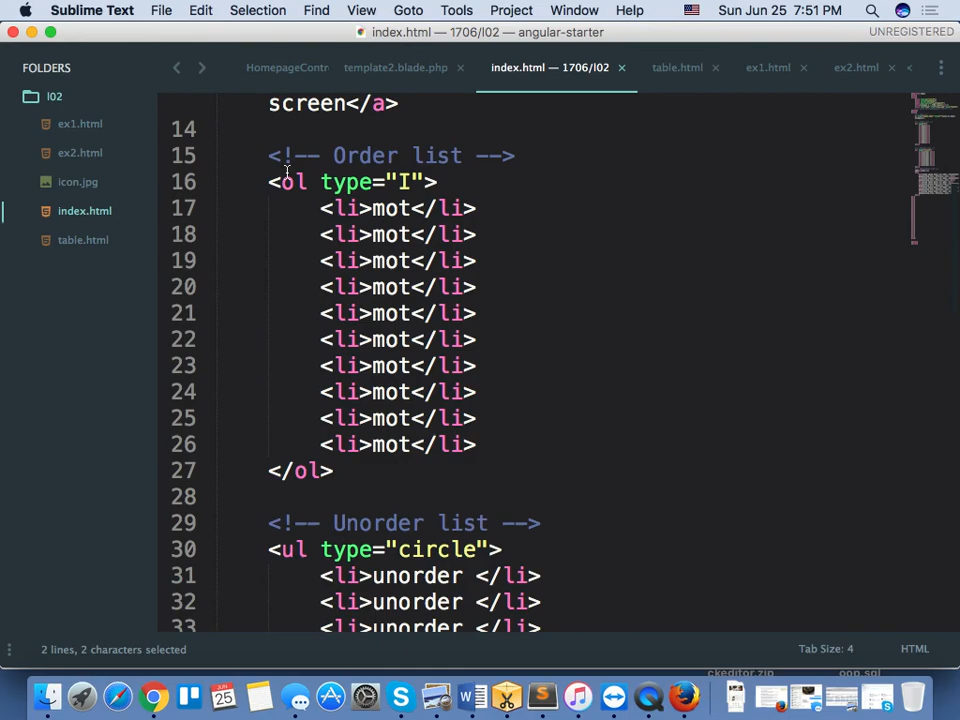 Sublime Text File Edit Selection Find View Goto Tools Project Window Help Sun Jun 25 7:51 PM
index.html — 1706/l02 — angular-starter UNREGISTERED
FOLDERS
l02
ex1.html
ex2.html
icon.jpg
index.html
table.html
HomepageContr template2.blade.php index.html — 1706/l02 table.html ex1.html ex2.html
screen</a>
14
15 <!-- Order list -->
16 <ol type="I">
17 <li>mot</li>
18 <li>mot</li>
19 <li>mot</li>
20 <li>mot</li>
21 <li>mot</li>
22 <li>mot</li>
23 <li>mot</li>
24 <li>mot</li>
25 <li>mot</li>
26 <li>mot</li>
27 </ol>
28
29 <!-- Unorder list -->
30 <ul type="circle">
31 <li>unorder </li>
32 <li>unorder </li>
33 <li>unorder </li>
2 lines, 2 characters selected Tab Size: 4 HTML
ckeditor.zip